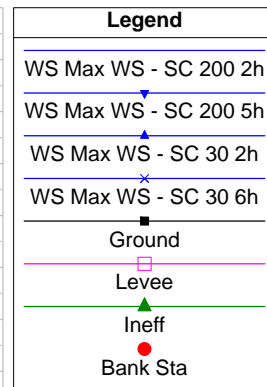 Legend
WS Max WS - SC 200 2h
WS Max WS - SC 200 5h
WS Max WS - SC 30 2h
WS Max WS - SC 30 6h
Ground
Levee
Ineff
Bank Sta